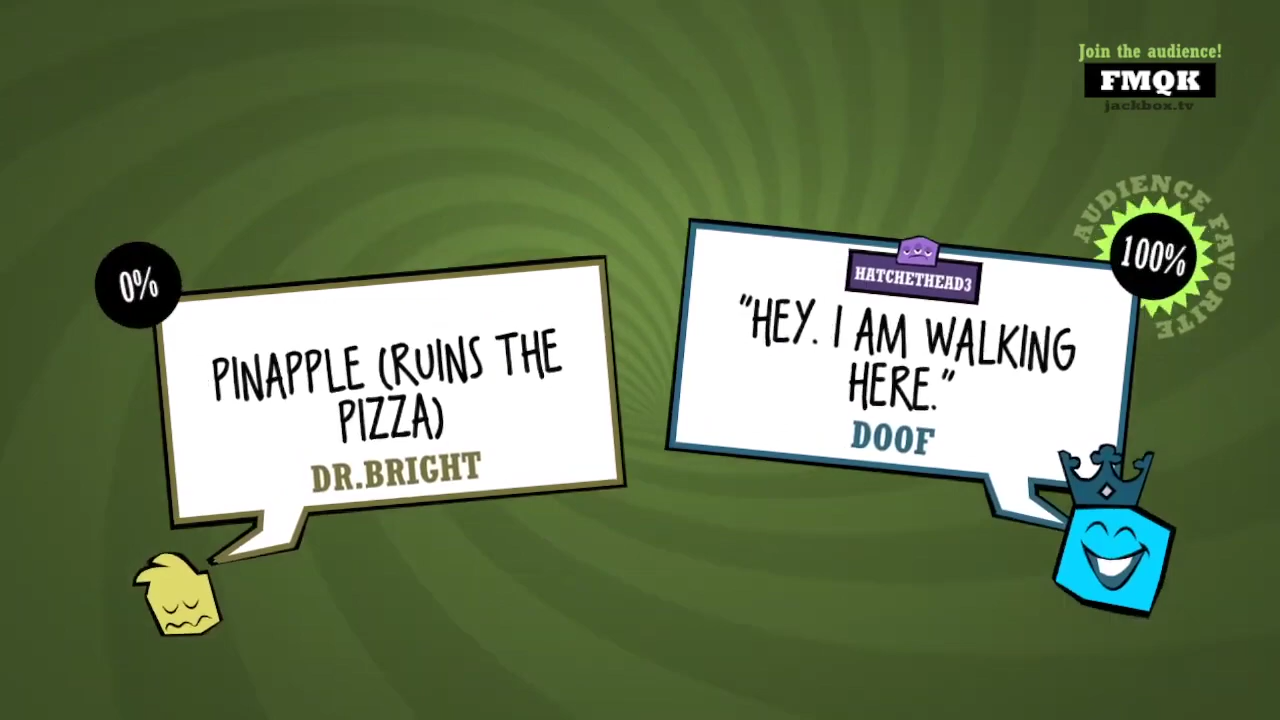 Join the audience!
FMQK
jackbox.tv
AUDIENCE FAVORITE
0%
100%
PINAPPLE (RUINS THE
PIZZA)
DR.BRIGHT
HATCHETHEAD3
"HEY. I AM WALKING
HERE."
DOOF